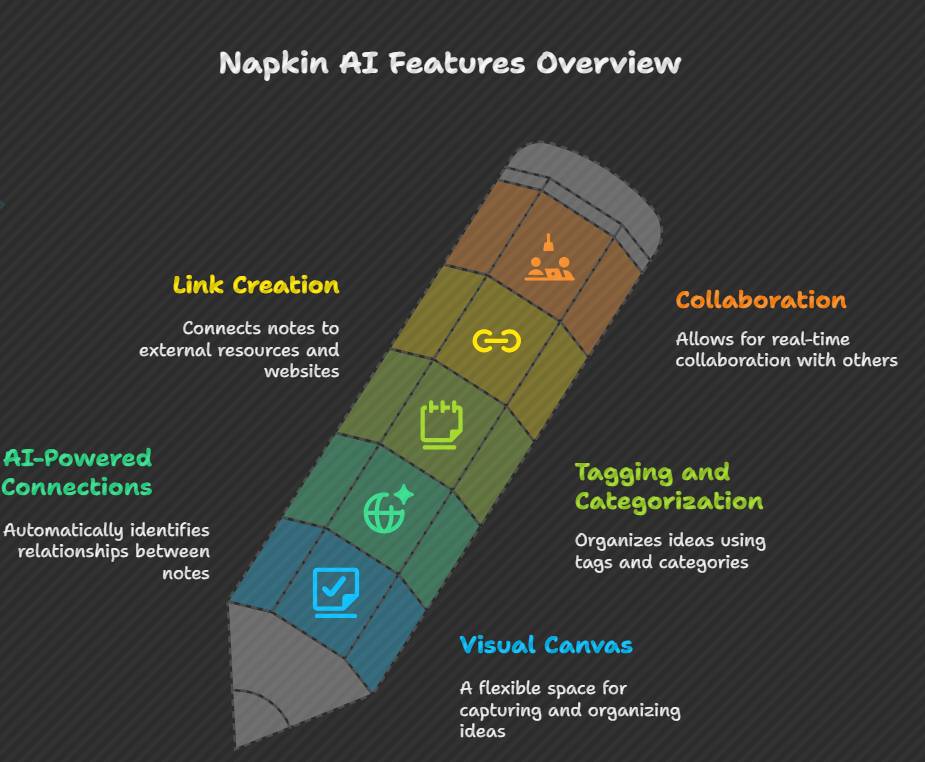 Napkin AI Features Overview
Link Creation
Connects notes to
external resources and
websites
Collaboration
Allows for real-time
collaboration with others
AI-Powered
Connections
Automatically identifies
relationships between
notes
Tagging and
Categorization
Organizes ideas using
tags and categories
Visual Canvas
A flexible space for
capturing and organizing
ideas